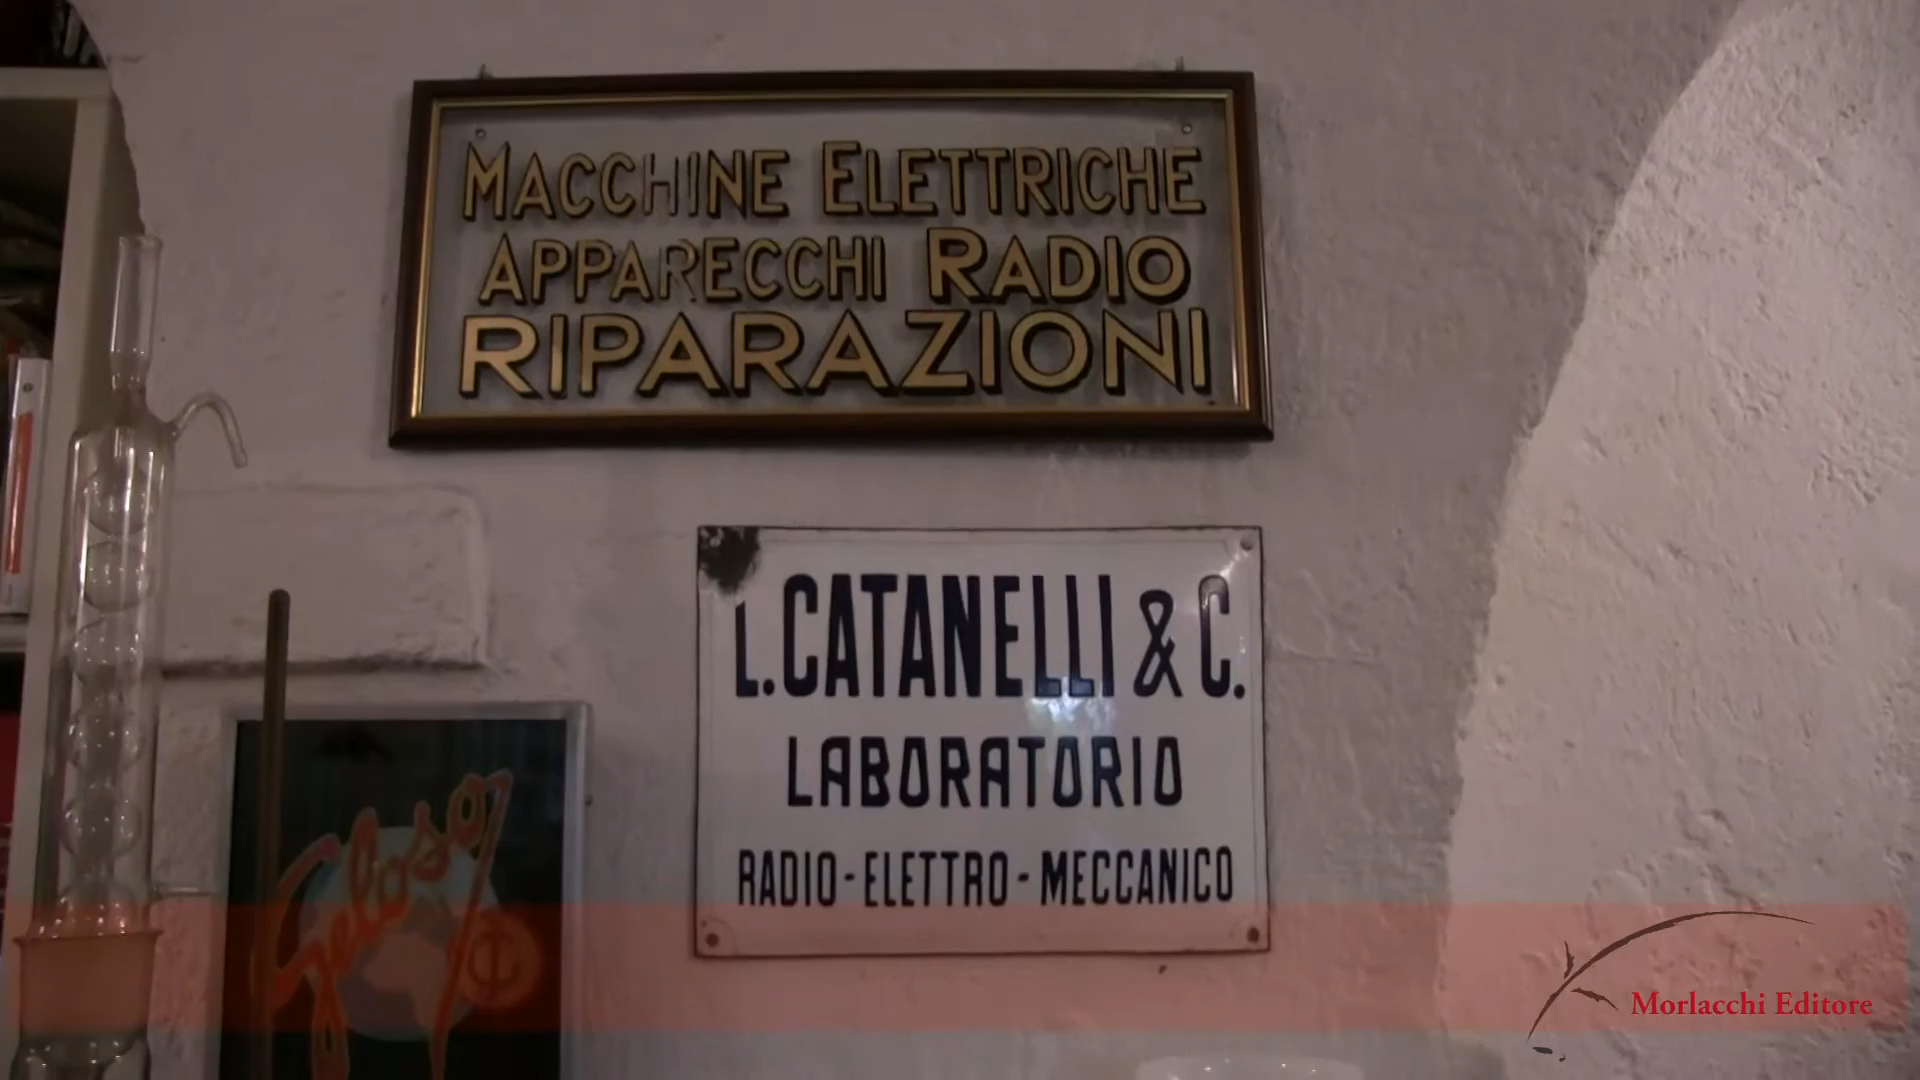 MACCHINE ELETTRICHE
APPARECCHI RADIO
RIPARAZIONI
L. CATANELLI & C.
LABORATORIO
RADIO-ELETTRO-MECCANICO
Geloso
Morlacchi Editore